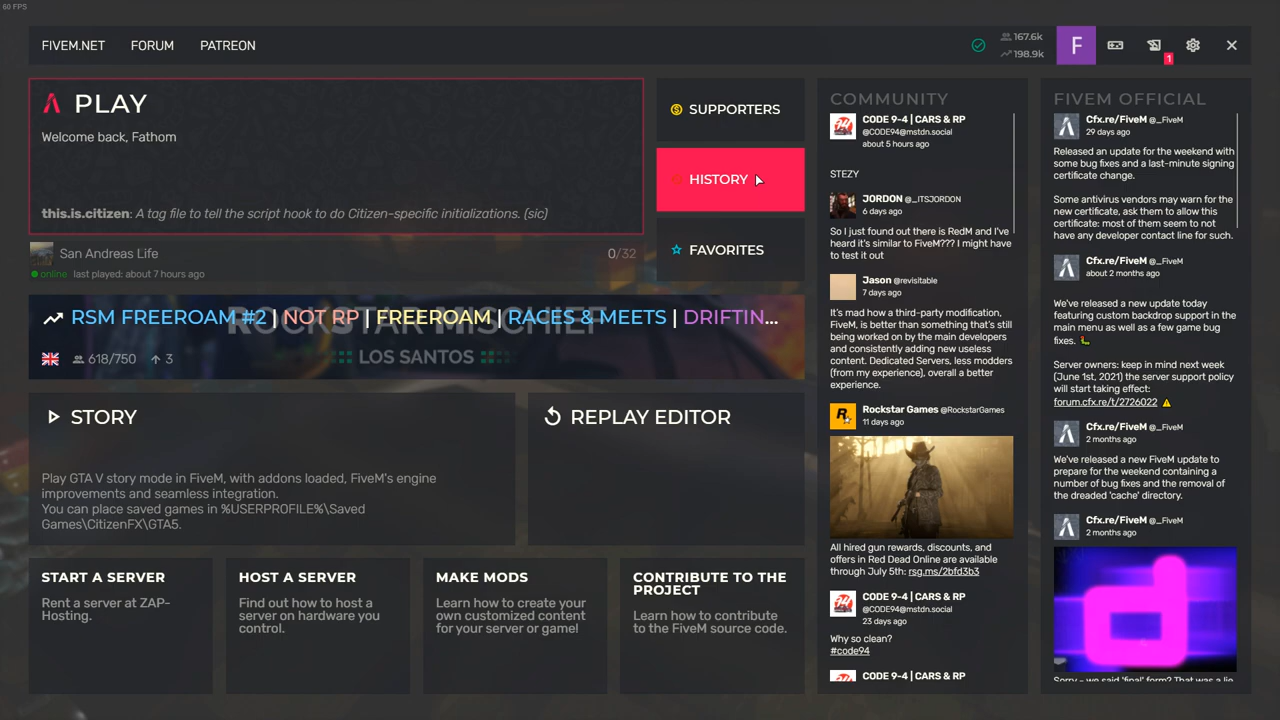 60 FPS
FIVEM.NET FORUM PATREON
167.6k
198.9k
F
1
PLAY
Welcome back, Fathom
this.is.citizen: A tag file to tell the script hook to do Citizen-specific initializations. (sic)
San Andreas Life 0/32
online last played: about 7 hours ago
SUPPORTERS
HISTORY
FAVORITES
ROCKSTAR MISCHIEF
RSM FREEROAM #2 | NOT RP | FREEROAM | RACES & MEETS | DRIFTIN...
LOS SANTOS
618/750 3
STORY
Play GTA V story mode in FiveM, with addons loaded, FiveM's engine
improvements and seamless integration.
You can place saved games in %USERPROFILE%\Saved
Games\CitizenFX\GTA5.
REPLAY EDITOR
START A SERVER
Rent a server at ZAP-
Hosting.
HOST A SERVER
Find out how to host a
server on hardware you
control.
MAKE MODS
Learn how to create your
own customized content
for your server or game!
CONTRIBUTE TO THE
PROJECT
Learn how to contribute
to the FiveM source code.
COMMUNITY
CODE 9-4 | CARS & RP
@CODE94@mstdn.social
about 5 hours ago
STEZY
JORDON @_ITSJORDON
6 days ago
So I just found out there is RedM and I've
heard it's similar to FiveM??? I might have
to test it out
Jason @revisitable
7 days ago
It's mad how a third-party modification,
FiveM, is better than something that's still
being worked on by the main developers
and consistently adding new useless
content. Dedicated Servers, less modders
(from my experience), overall a better
experience.
Rockstar Games @RockstarGames
11 days ago
All hired gun rewards, discounts, and
offers in Red Dead Online are available
through July 5th: rsg.ms/2bfd3b3
CODE 9-4 | CARS & RP
@CODE94@mstdn.social
23 days ago
Why so clean?
#code94
CODE 9-4 | CARS & RP
FIVEM OFFICIAL
Cfx.re/FiveM @_FiveM
29 days ago
Released an update for the weekend with
some bug fixes and a last-minute signing
certificate change.
Some antivirus vendors may warn for the
new certificate, ask them to allow this
certificate: most of them seem to not
have any developer contact line for such.
Cfx.re/FiveM @_FiveM
about 2 months ago
We've released a new update today
featuring custom backdrop support in the
main menu as well as a few game bug
fixes. 🐛
Server owners: keep in mind next week
(June 1st, 2021) the server support policy
will start taking effect:
forum.cfx.re/t/2726022 ⚠️
Cfx.re/FiveM @_FiveM
2 months ago
We've released a new FiveM update to
prepare for the weekend containing a
number of bug fixes and the removal of
the dreaded 'cache' directory.
Cfx.re/FiveM @_FiveM
2 months ago
Sorry - we said 'final' form? That was a lie